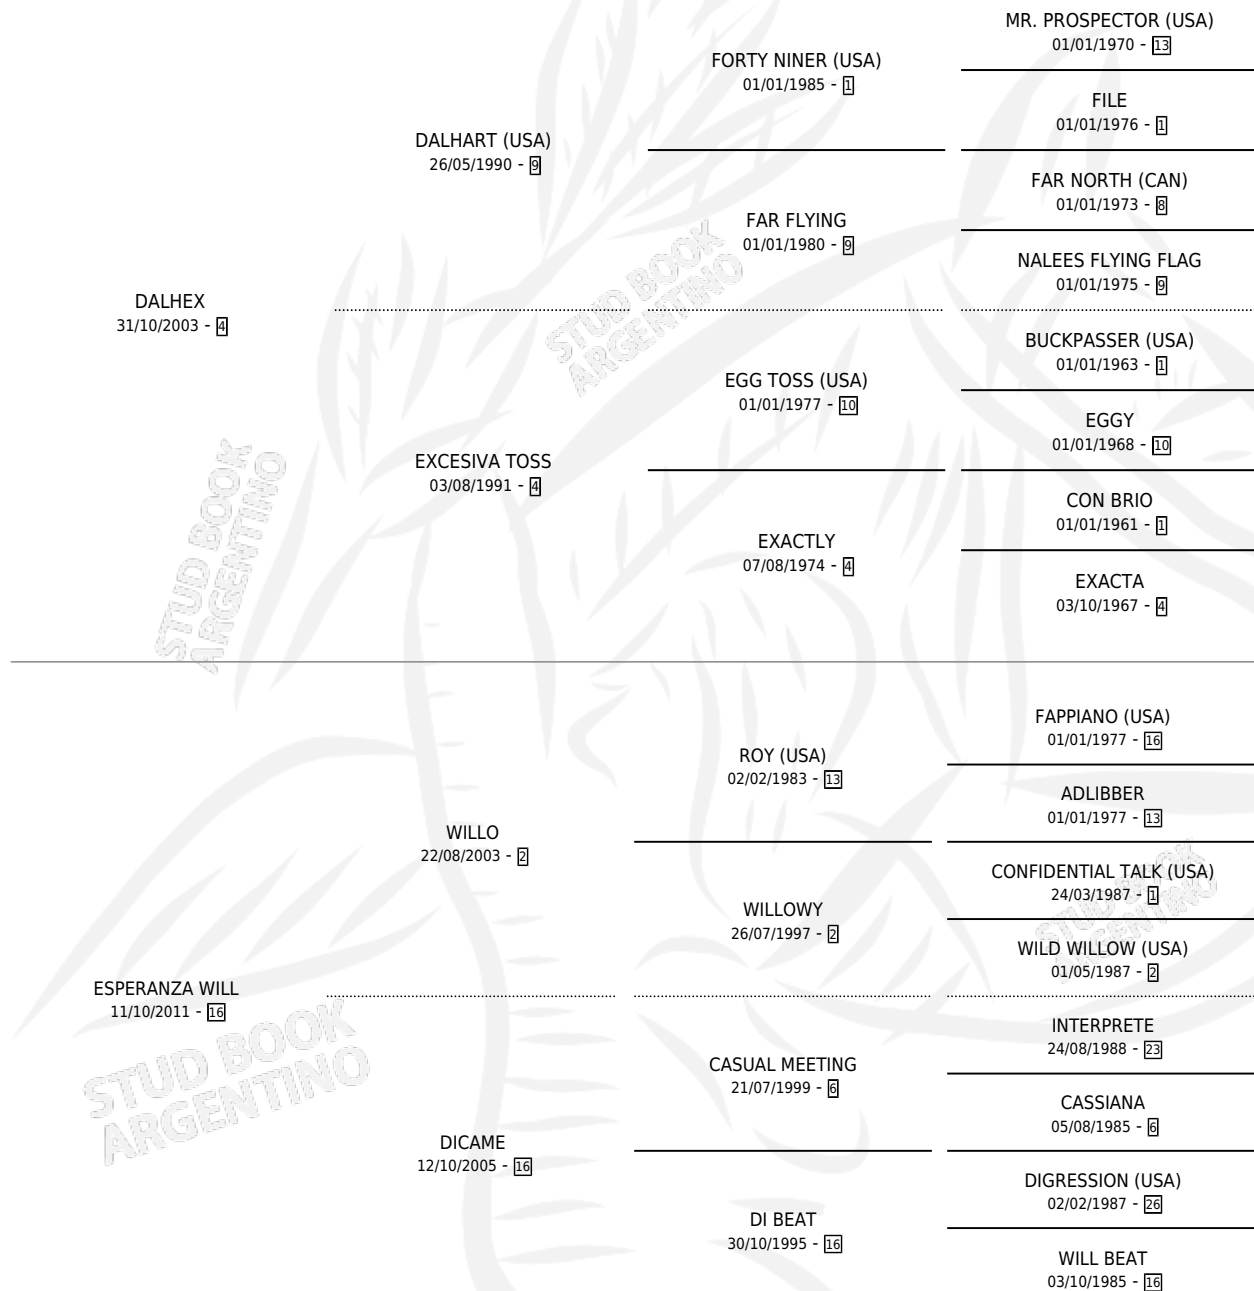 MR. PROSPECTOR (USA)
01/01/1970 - 13
FORTY NINER (USA)
01/01/1985 - 1
FILE
01/01/1976 - 1
DALHART (USA)
26/05/1990 - 9
FAR NORTH (CAN)
01/01/1973 - 8
FAR FLYING
01/01/1980 - 9
NALEES FLYING FLAG
01/01/1975 - 9
DALHEX
31/10/2003 - 4
BUCKPASSER (USA)
01/01/1963 - 1
EGG TOSS (USA)
01/01/1977 - 10
EGGY
01/01/1968 - 10
EXCESIVA TOSS
03/08/1991 - 4
CON BRIO
01/01/1961 - 1
EXACTLY
07/08/1974 - 4
EXACTA
03/10/1967 - 4
FAPPIANO (USA)
01/01/1977 - 16
ROY (USA)
02/02/1983 - 13
ADLIBBER
01/01/1977 - 13
WILLO
22/08/2003 - 2
CONFIDENTIAL TALK (USA)
24/03/1987 - 1
WILLOWY
26/07/1997 - 2
WILD WILLOW (USA)
01/05/1987 - 2
ESPERANZA WILL
11/10/2011 - 16
INTERPRETE
24/08/1988 - 23
CASUAL MEETING
21/07/1999 - 6
CASSIANA
05/08/1985 - 6
DICAME
12/10/2005 - 16
DIGRESSION (USA)
02/02/1987 - 26
DI BEAT
30/10/1995 - 16
WILL BEAT
03/10/1985 - 16
STUD BOOK
ARGENTINO
STUD BOOK
ARGENTINO
STUD BOOK
ARGENTINO
STUD BOOK
ARGENTINO